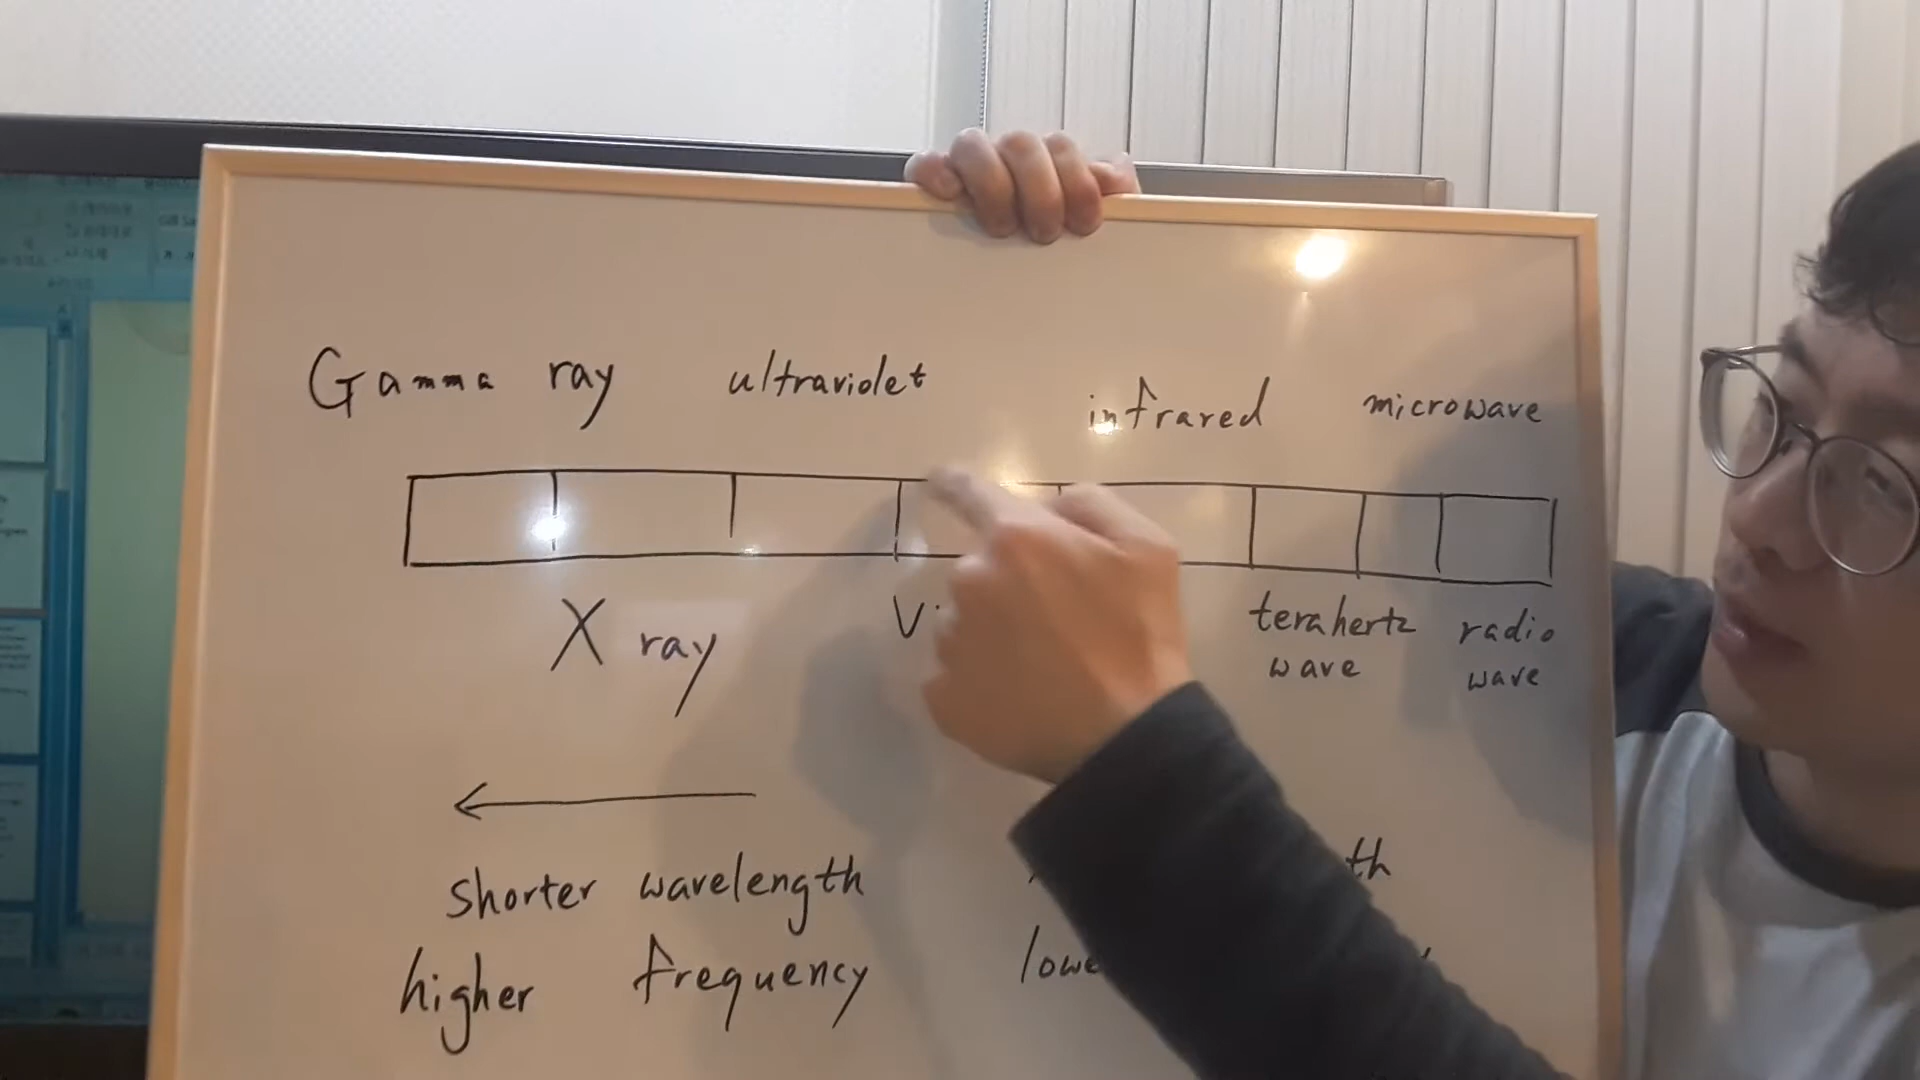 Gamma ray ultraviolet infrared microwave
X ray terahertz wave radio wave
shorter wavelength
higher frequency